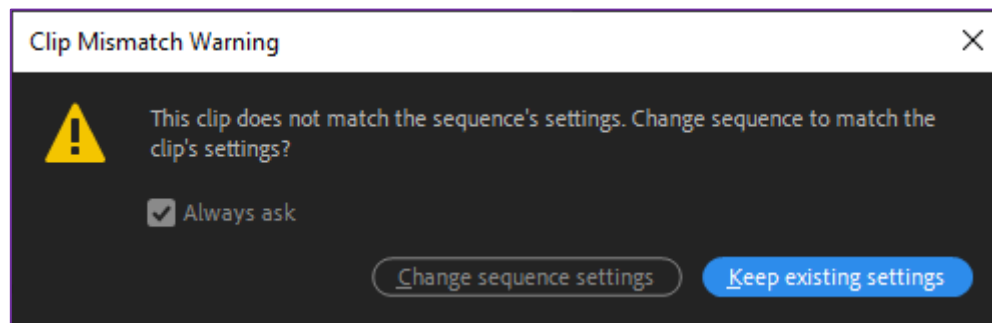 Clip Mismatch Warning
This clip does not match the sequence's settings. Change sequence to match the
clip's settings?
Always ask
Change sequence settings
Keep existing settings